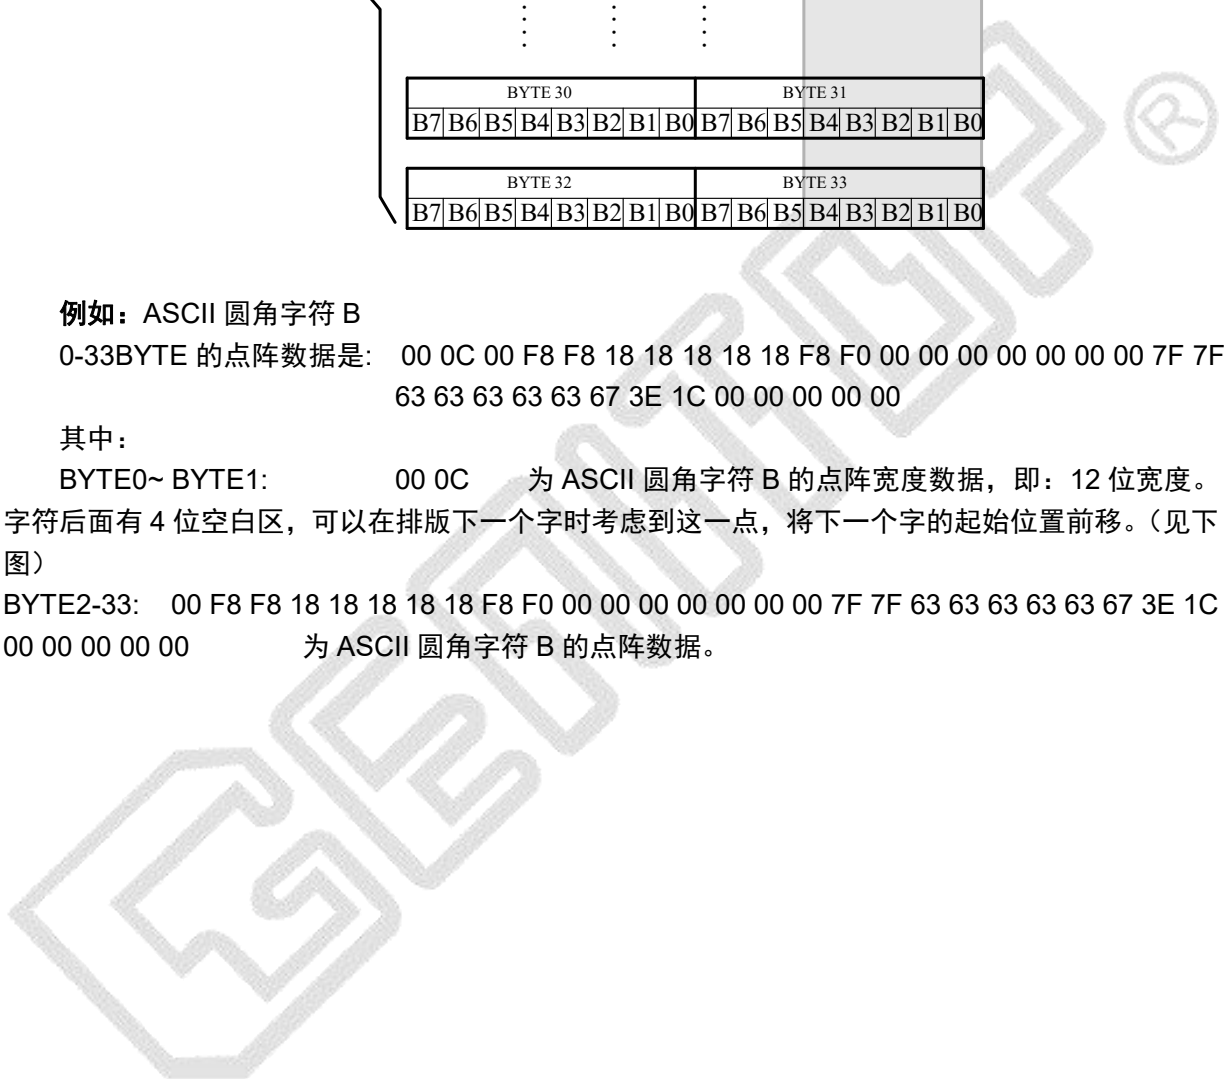 BYTE 30 BYTE 31
B7 B6 B5 B4 B3 B2 B1 B0 B7 B6 B5 B4 B3 B2 B1 B0
BYTE 32 BYTE 33
B7 B6 B5 B4 B3 B2 B1 B0 B7 B6 B5 B4 B3 B2 B1 B0
例如：ASCII 圆角字符 B
0-33BYTE 的点阵数据是: 00 0C 00 F8 F8 18 18 18 18 18 F8 F0 00 00 00 00 00 00 00 7F 7F
63 63 63 63 63 67 3E 1C 00 00 00 00 00
其中：
BYTE0~ BYTE1: 00 0C 为 ASCII 圆角字符 B 的点阵宽度数据，即：12 位宽度。
字符后面有 4 位空白区，可以在排版下一个字时考虑到这一点，将下一个字的起始位置前移。（见下
图）
BYTE2-33: 00 F8 F8 18 18 18 18 18 F8 F0 00 00 00 00 00 00 00 7F 7F 63 63 63 63 63 67 3E 1C
00 00 00 00 00 为 ASCII 圆角字符 B 的点阵数据。
GENITOP
®